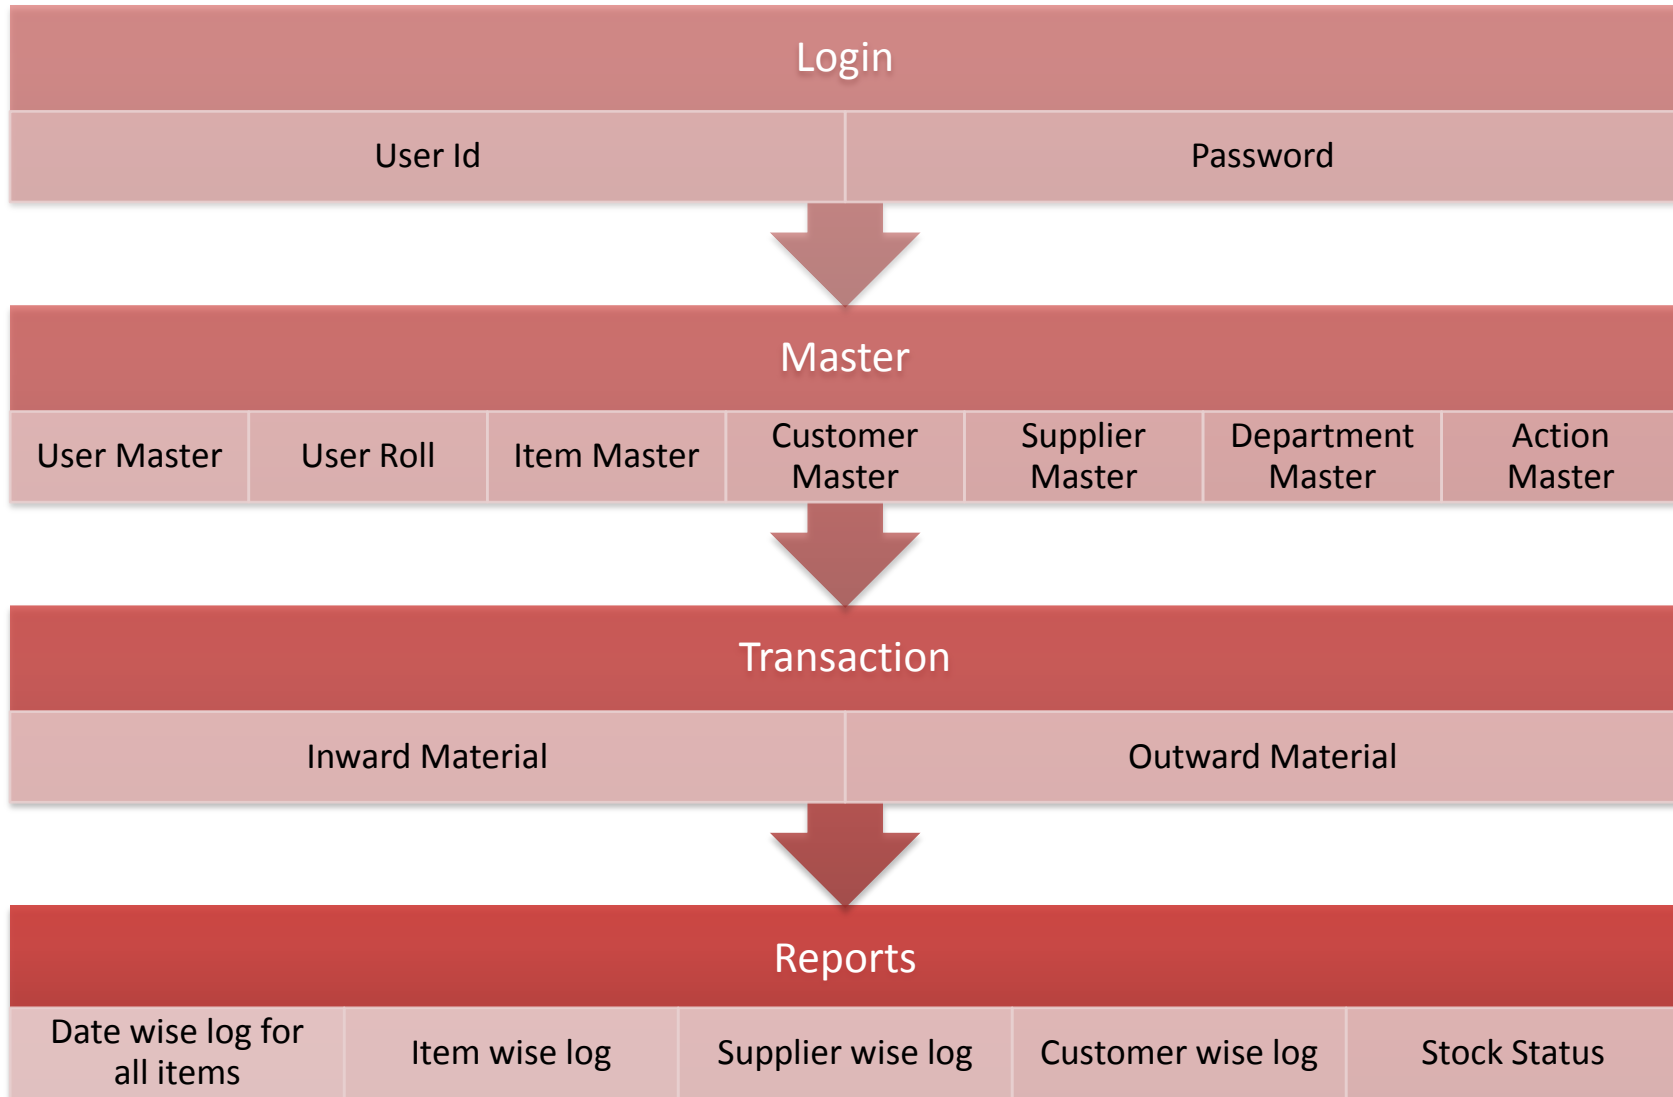 Login
User Id
Password
Master
User Master
User Roll
Item Master
Customer
Master
Supplier
Master
Department
Master
Action
Master
Transaction
Inward Material
Outward Material
Reports
Date wise log for
all items
Item wise log
Supplier wise log
Customer wise log
Stock Status